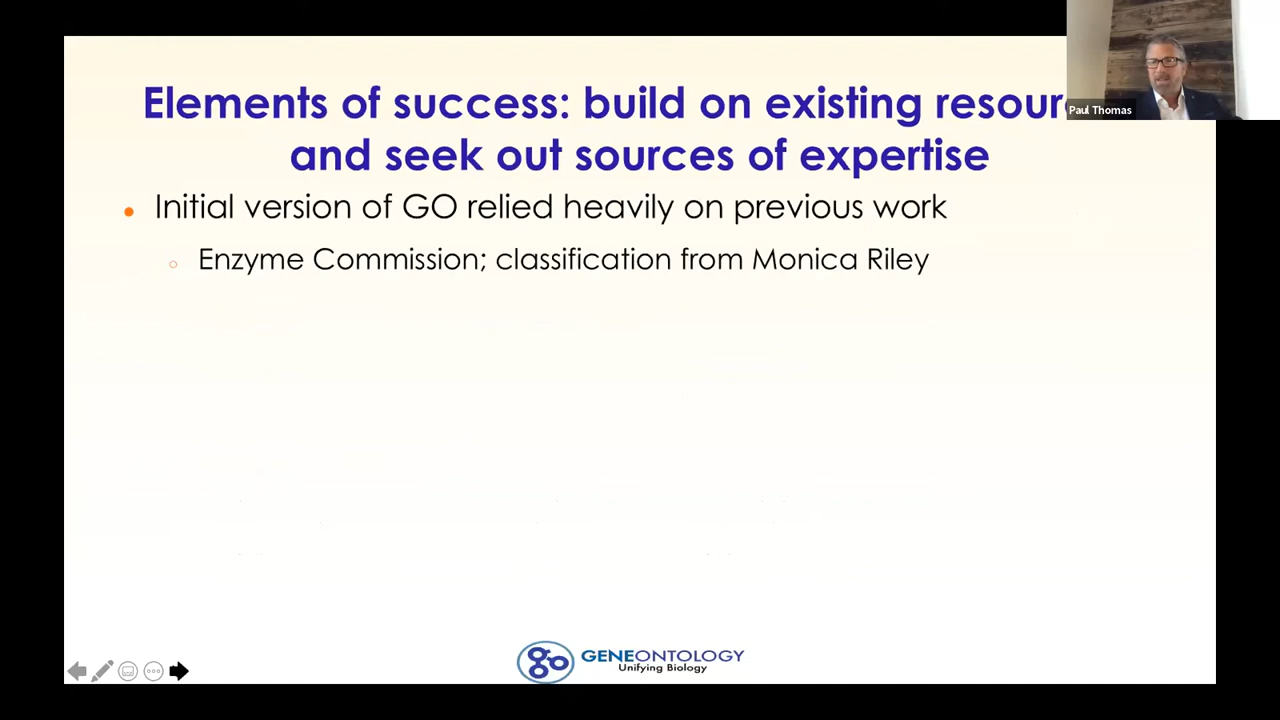 Elements of success: build on existing
and seek out sources of expertise
Paul Thomas
Initial version of GO relied heavily on previous work
Enzyme Commission; classification from Monica Riley
go GENEONTOLOGY
Unifying Biology